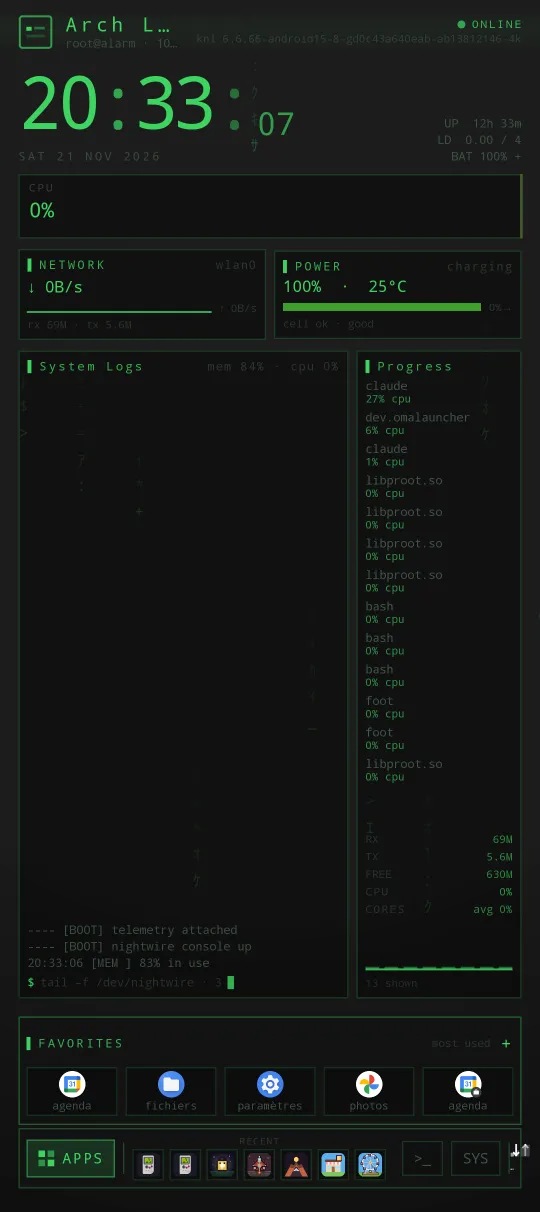 Arch L…
ONLINE
root@alarm · 10…
knl 6.6.66-android15-8-gd0c43a640eab-ab13812146-4k
20:33:07
UP 12h 33m
LD 0.00 / 4
SAT 21 NOV 2026
BAT 100% +
CPU
0%
NETWORK
wlan0
↓ 0B/s
↑ 0B/s
rx 69M · tx 5.6M
POWER
charging
100% · 25°C
0%→
cell ok · good
System Logs
mem 84% · cpu 0%
---- [BOOT] telemetry attached
---- [BOOT] nightwire console up
20:33:06 [MEM ] 83% in use
$ tail -f /dev/nightwire · 3
Progress
claude
27% cpu
dev.omalauncher
6% cpu
claude
1% cpu
libproot.so
0% cpu
libproot.so
0% cpu
libproot.so
0% cpu
libproot.so
0% cpu
bash
0% cpu
bash
0% cpu
bash
0% cpu
foot
0% cpu
foot
0% cpu
libproot.so
0% cpu
RX 69M
TX 5.6M
FREE 630M
CPU 0%
CORES avg 0%
13 shown
FAVORITES
most used +
agenda
fichiers
paramètres
photos
agenda
RECENT
APPS
>_
SYS